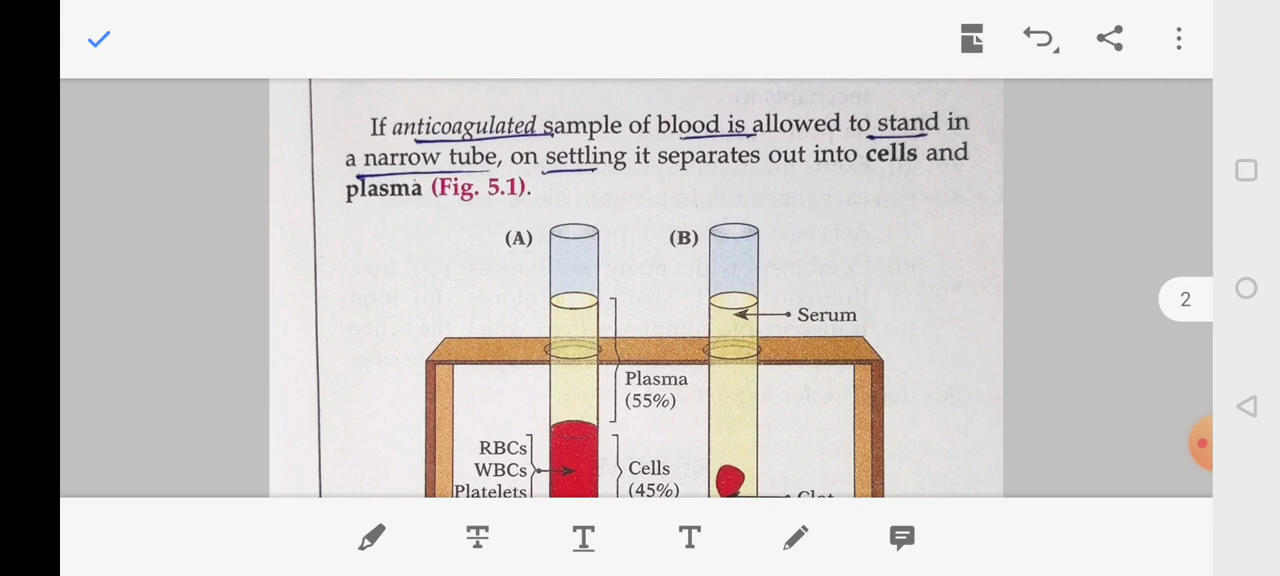 If anticoagulated sample of blood is allowed to stand in
a narrow tube, on settling it separates out into cells and
plasma (Fig. 5.1).
(A)
(B)
Serum
Plasma
(55%)
RBCs
WBCs
Platelets
Cells
(45%)
Clot
2